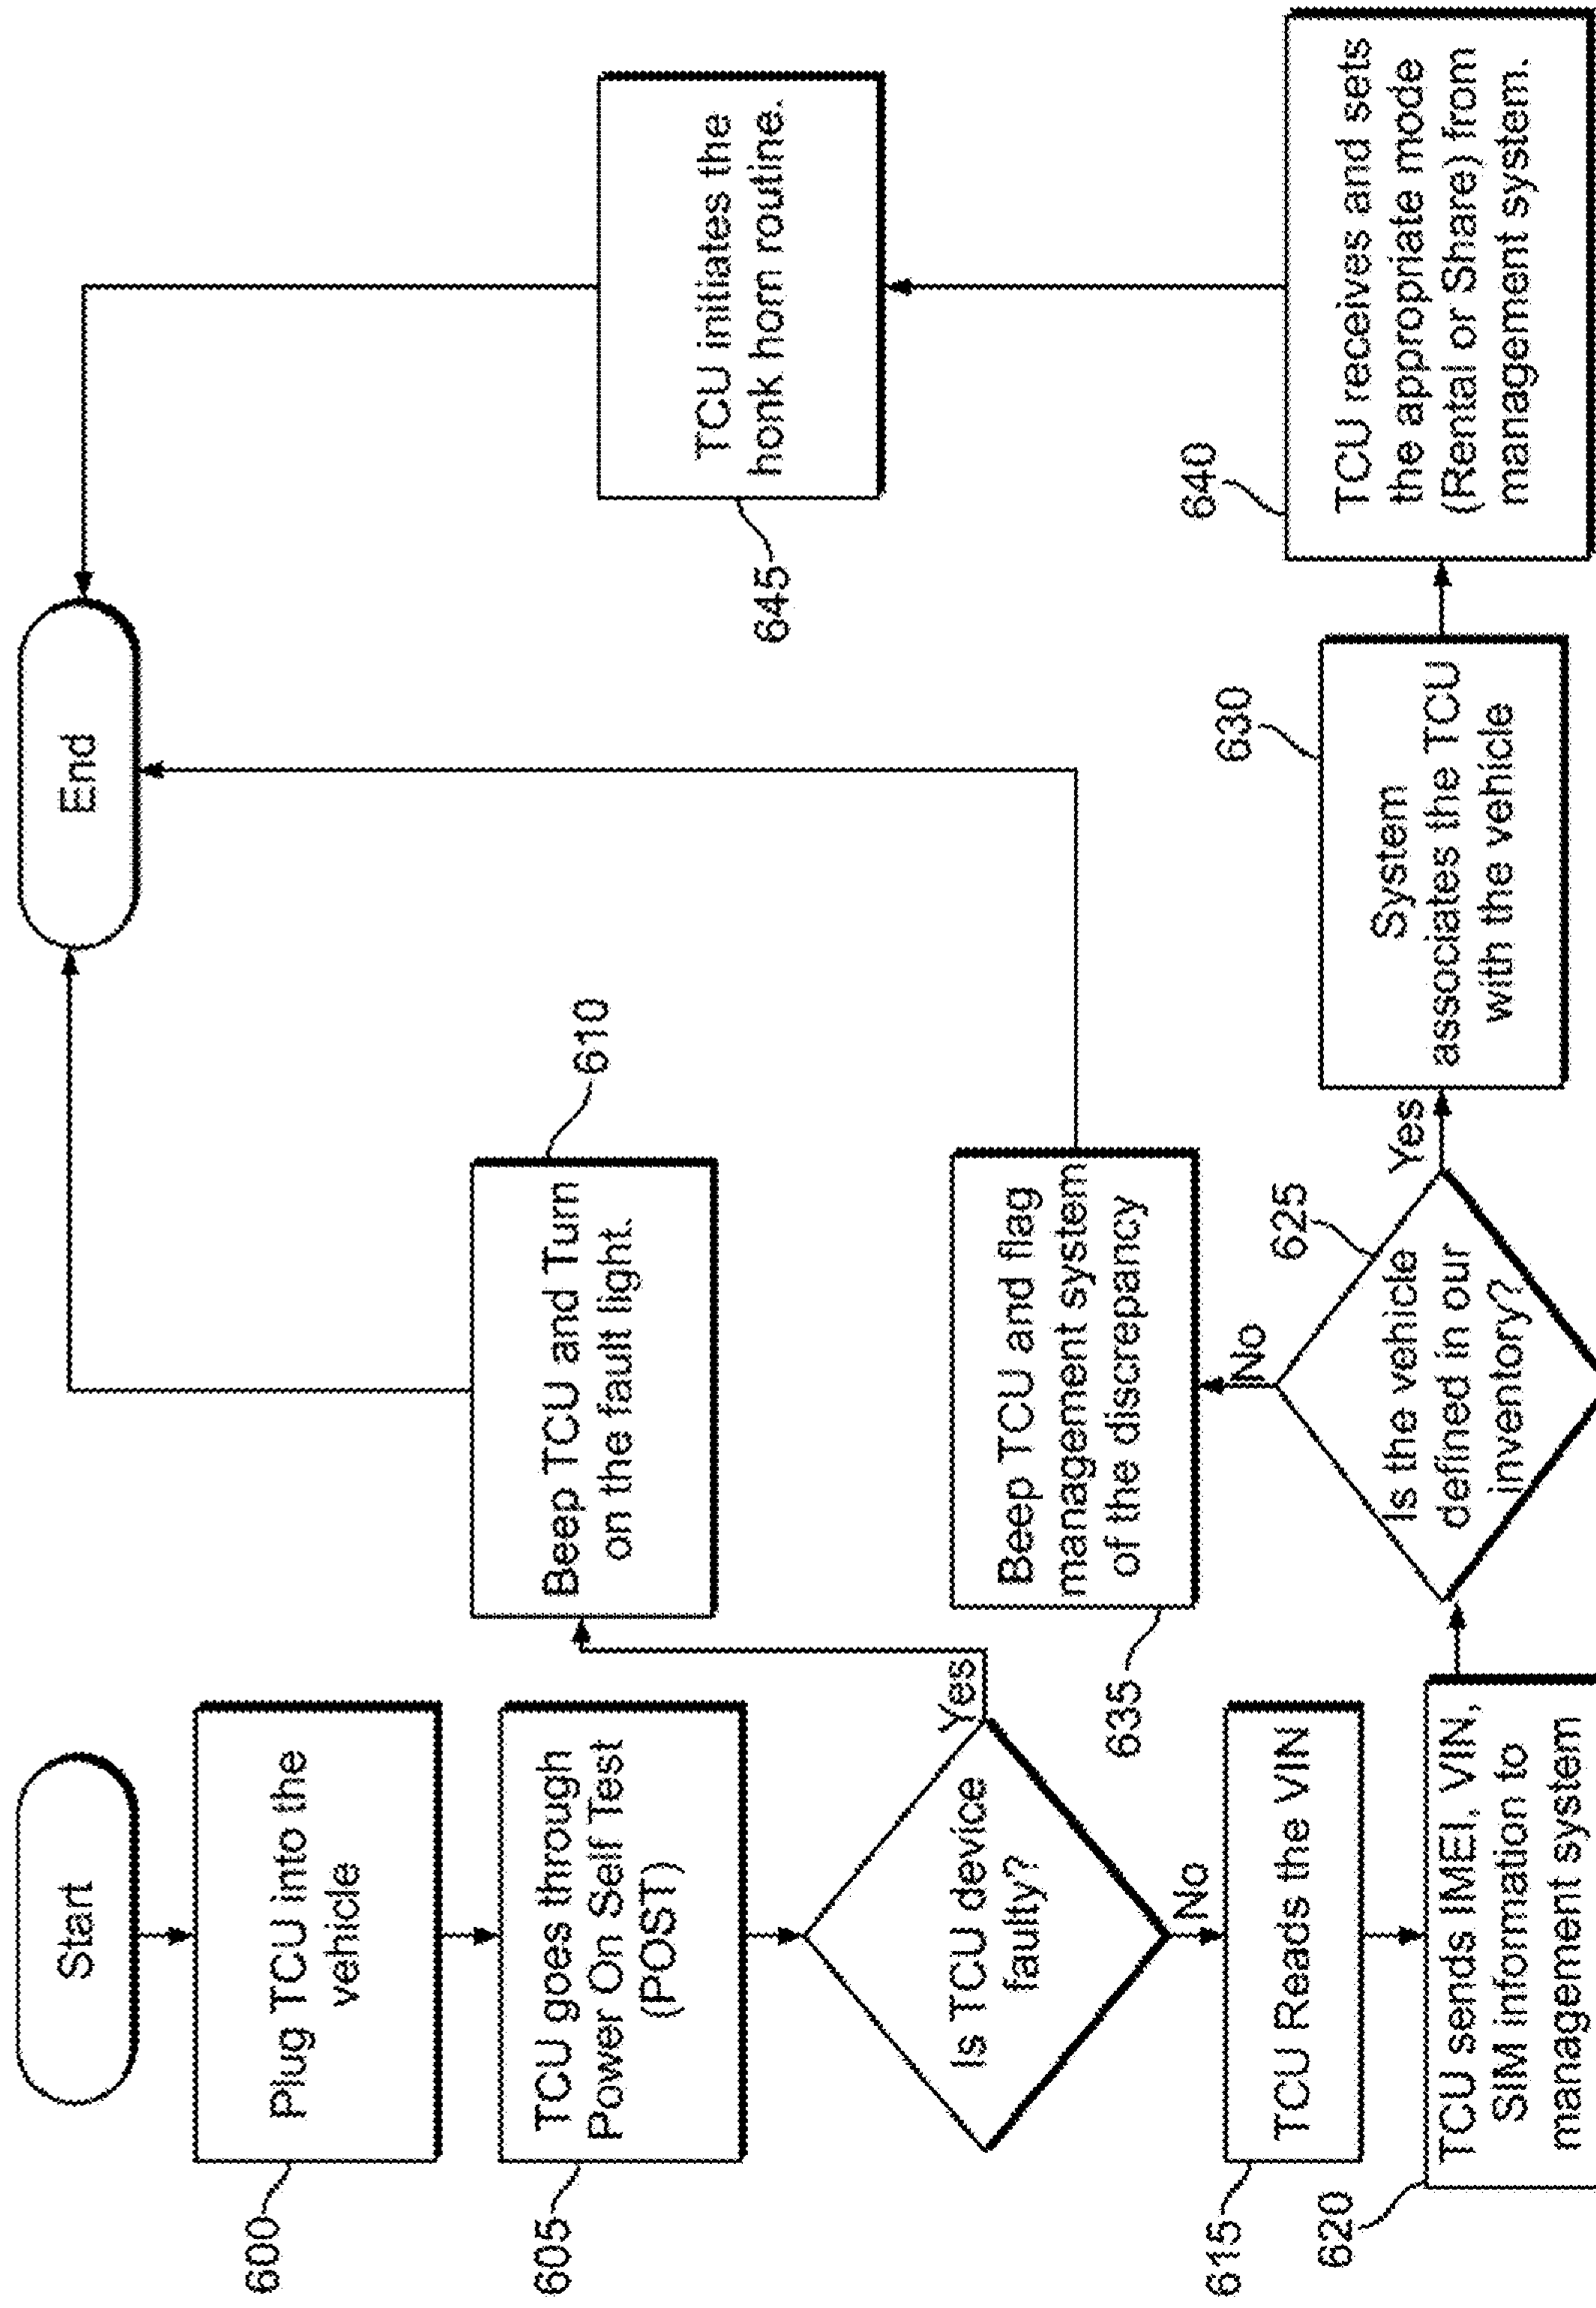 Start
600
Plug TCU into the
vehicle
605
TCU goes through
Power On Self Test
(POST)
Is TCU device
faulty?
Yes
No
Beep TCU and Turn
on the fault light.
610
615
TCU Reads the VIN
620
TCU sends IMEI, VIN,
SIM information to
management system
625
Is the vehicle
defined in our
inventory?
No
Yes
635
Beep TCU and flag
management system
of the discrepancy
630
System
associates the TCU
with the vehicle
640
TCU receives and sets
the appropriate mode
(Rental or Share) from
management system.
645
TCU initiates the
honk horn routine.
End